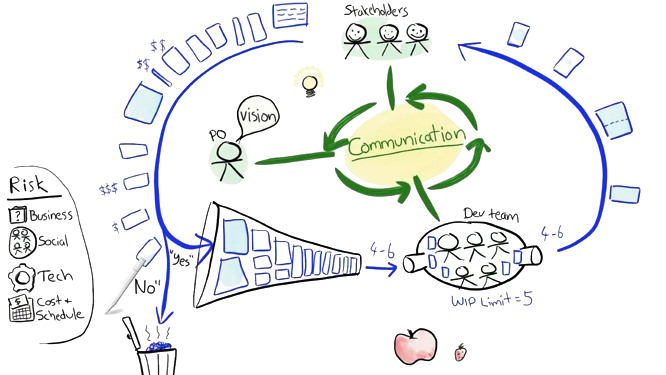 Stakeholders
$$
$$
vision
PO
Communication
$$$
$
Risk
?
Business
Social
Tech
$
Cost +
Schedule
"Yes"
No"
4-6
Dev team
4-6
WIP Limit = 5